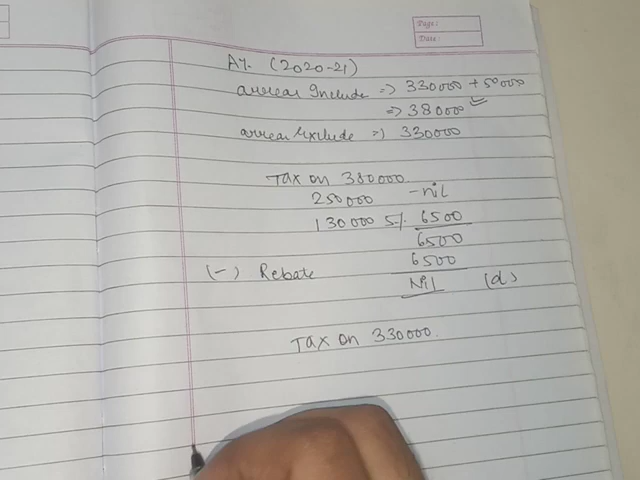 Page:
Date:
AY. (2020-21)
arrear Include => 330000 + 50000
=> 380000
arrear Exclude => 330000
Tax on 380000
250000 - nil
130000 5% 6500
6500
(-) Rebate 6500
Nil (d)
Tax on 330000.